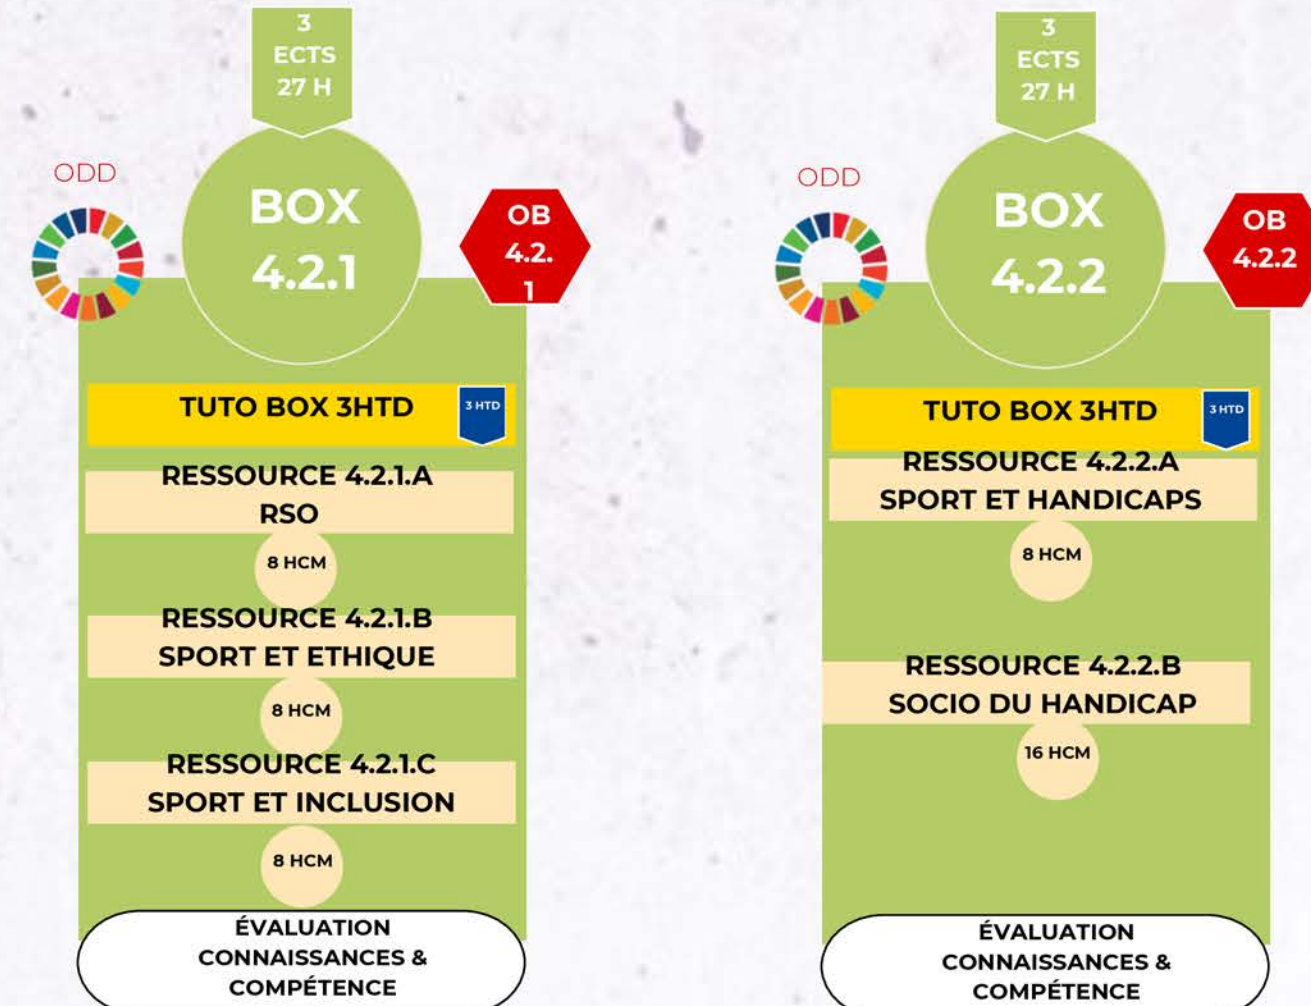 3
ECTS
27 H
ODD
BOX
4.2.1
OB
4.2.
1
TUTO BOX 3HTD
3 HTD
RESSOURCE 4.2.1.A
RSO
8 HCM
RESSOURCE 4.2.1.B
SPORT ET ETHIQUE
8 HCM
RESSOURCE 4.2.1.C
SPORT ET INCLUSION
8 HCM
ÉVALUATION
CONNAISSANCES &
COMPÉTENCE
3
ECTS
27 H
ODD
BOX
4.2.2
OB
4.2.2
TUTO BOX 3HTD
3 HTD
RESSOURCE 4.2.2.A
SPORT ET HANDICAPS
8 HCM
RESSOURCE 4.2.2.B
SOCIO DU HANDICAP
16 HCM
ÉVALUATION
CONNAISSANCES &
COMPÉTENCE